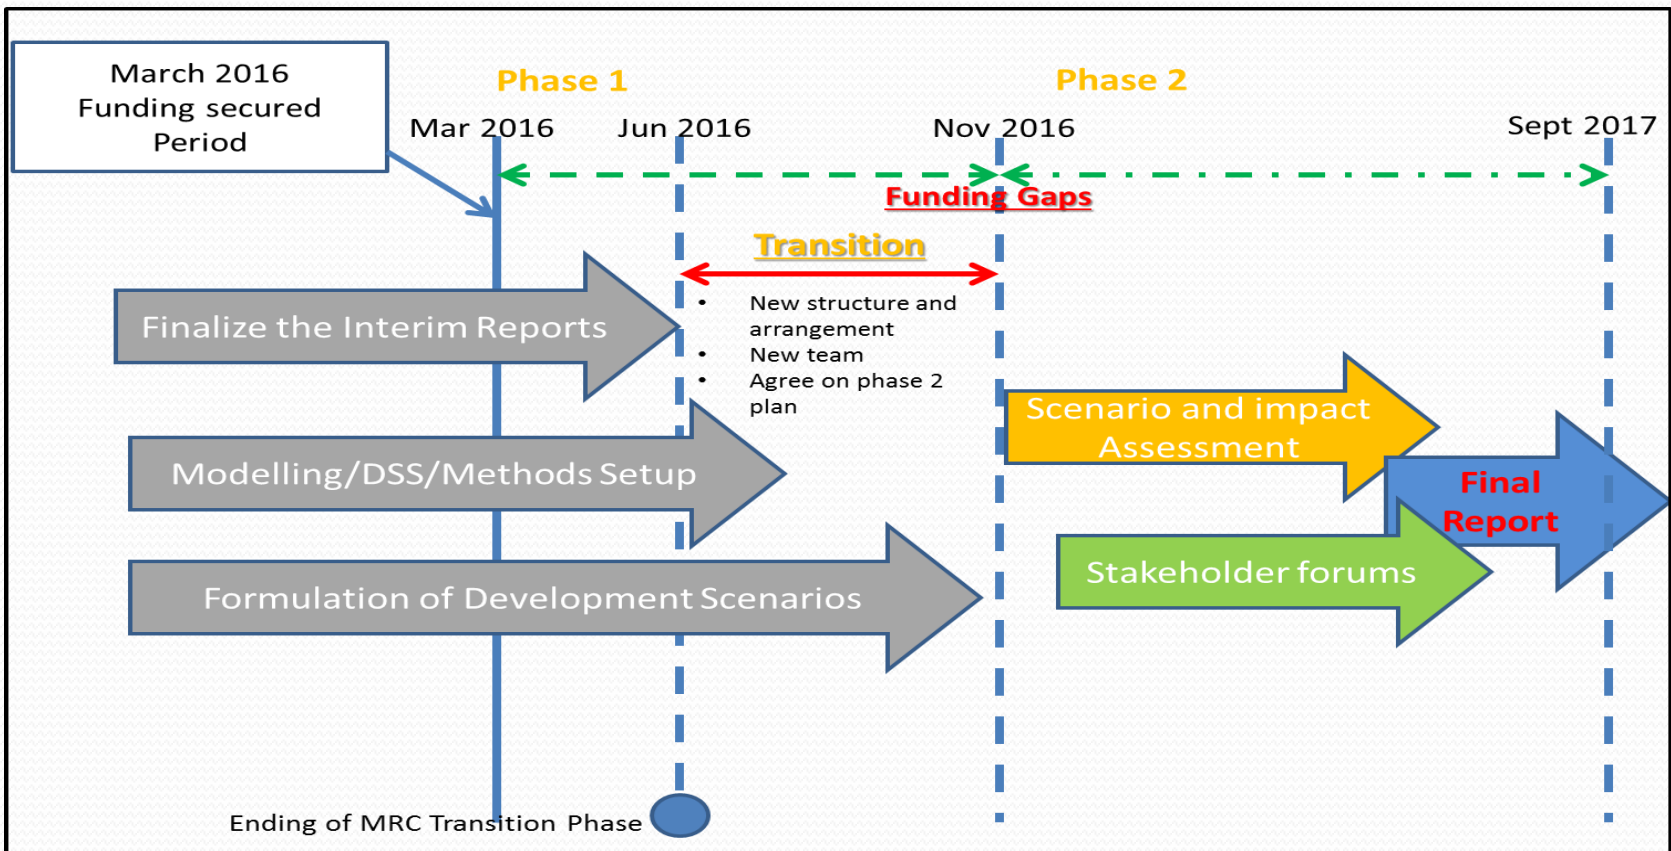 March 2016
Funding secured
Period
Phase 1
Phase 2
Mar 2016
Jun 2016
Nov 2016
Sept 2017
Funding Gaps
Transition
• New structure and
arrangement
• New team
• Agree on phase 2
plan
Finalize the Interim Reports
Modelling/DSS/Methods Setup
Formulation of Development Scenarios
Scenario and impact
Assessment
Final
Report
Stakeholder forums
Ending of MRC Transition Phase